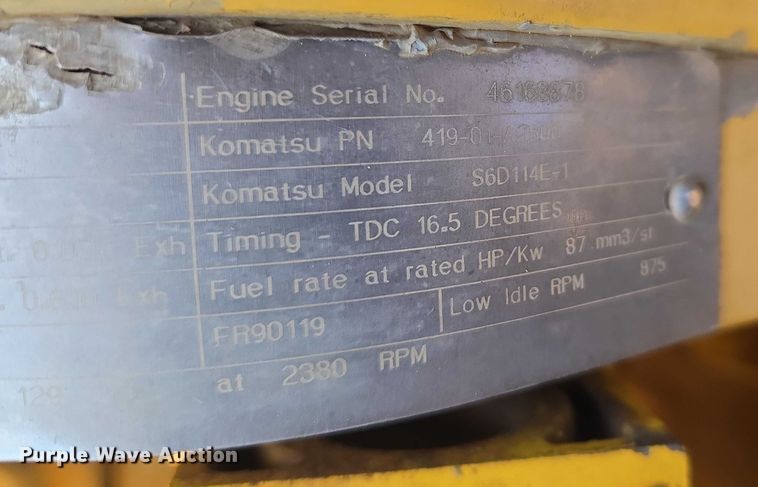 Engine Serial No.
Komatsu PN
Komatsu Model S6D114E-1
Exh Timing - TDC 16.5 DEGREES
Exh Fuel rate at rated HP/Kw 87 mm3/st
FR90119 Low Idle RPM 875
129 at 2380 RPM
Purple Wave Auction